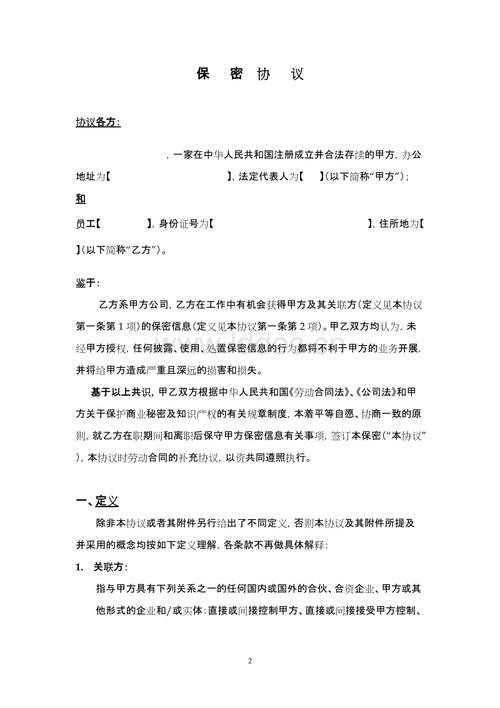 保 密 协 议
协议各方：
，一家在中华人民共和国注册成立并合法存续的甲方，办公
地址为【 】，法定代表人为【 】（以下简称“甲方”）；
和
员工【 】，身份证号为【 】，住所地为【
】（以下简称“乙方”）。
鉴于：
乙方系甲方公司，乙方在工作中有机会获得甲方及其关联方（定义见本协议
第一条第 1 项）的保密信息（定义见本协议第一条第 2 项）。甲乙双方均认为，未
经甲方授权，任何披露、使用、处置保密信息的行为都将不利于甲方的业务开展，
并将给甲方造成严重且深远的损害和损失。
基于以上共识，甲乙双方根据中华人民共和国《劳动合同法》、《公司法》和甲
方关于保护商业秘密及知识产权的有关规章制度，本着平等自愿、协商一致的原
则，就乙方在职期间和离职后保守甲方保密信息有关事项，签订本保密（“本协议”
），本协议时劳动合同的补充协议，以资共同遵照执行。
一、定义
除非本协议或者其附件另行给出了不同定义，否则本协议及其附件所提及
并采用的概念均按如下定义理解，各条款不再做具体解释：
1. 关联方：
指与甲方具有下列关系之一的任何国内或国外的合伙、合资企业、甲方或其
他形式的企业和/或实体：直接或间接控制甲方、直接或间接接受甲方控制、
2